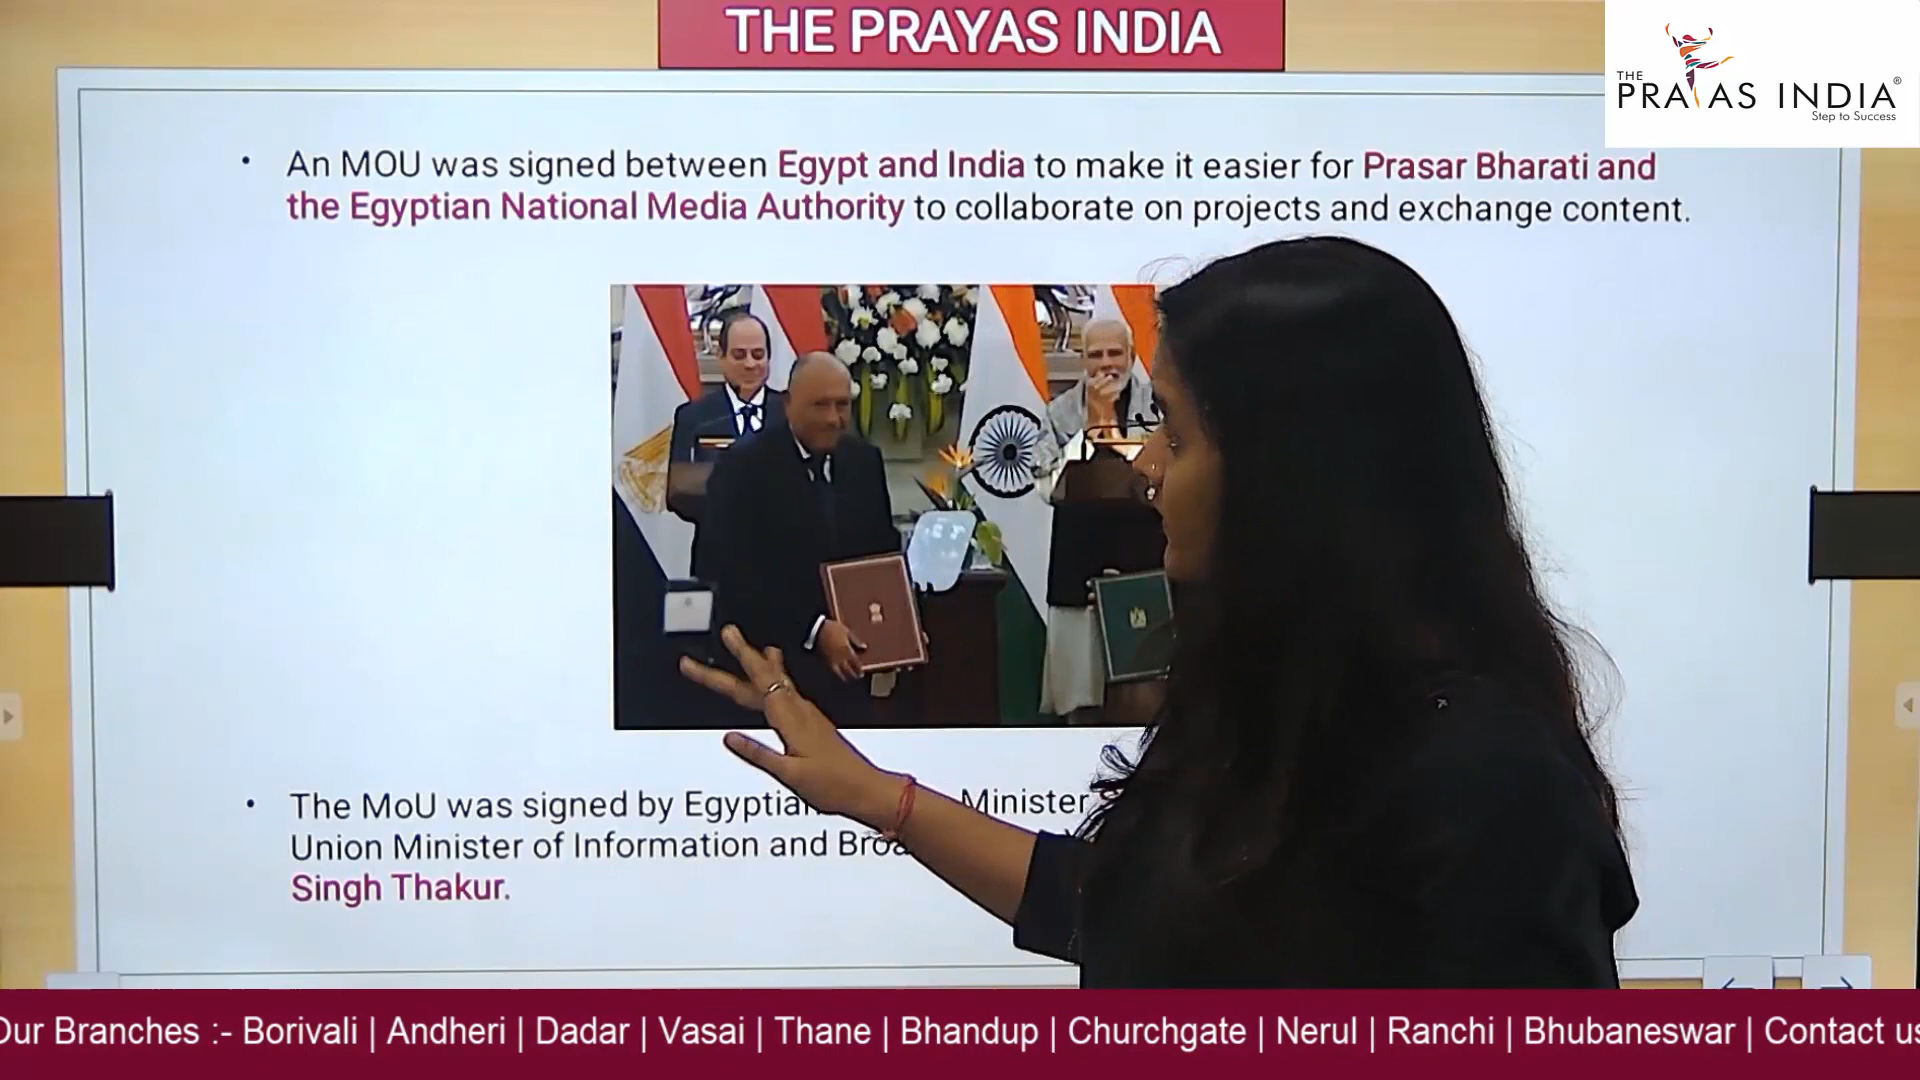 THE PRAYAS INDIA
THE
PRAYAS INDIA®
Step to Success
• An MOU was signed between Egypt and India to make it easier for Prasar Bharati and
the Egyptian National Media Authority to collaborate on projects and exchange content.
• The MoU was signed by Egyptian Minister
Union Minister of Information and
Singh Thakur.
Our Branches :- Borivali | Andheri | Dadar | Vasai | Thane | Bhandup | Churchgate | Nerul | Ranchi | Bhubaneswar | Contact us